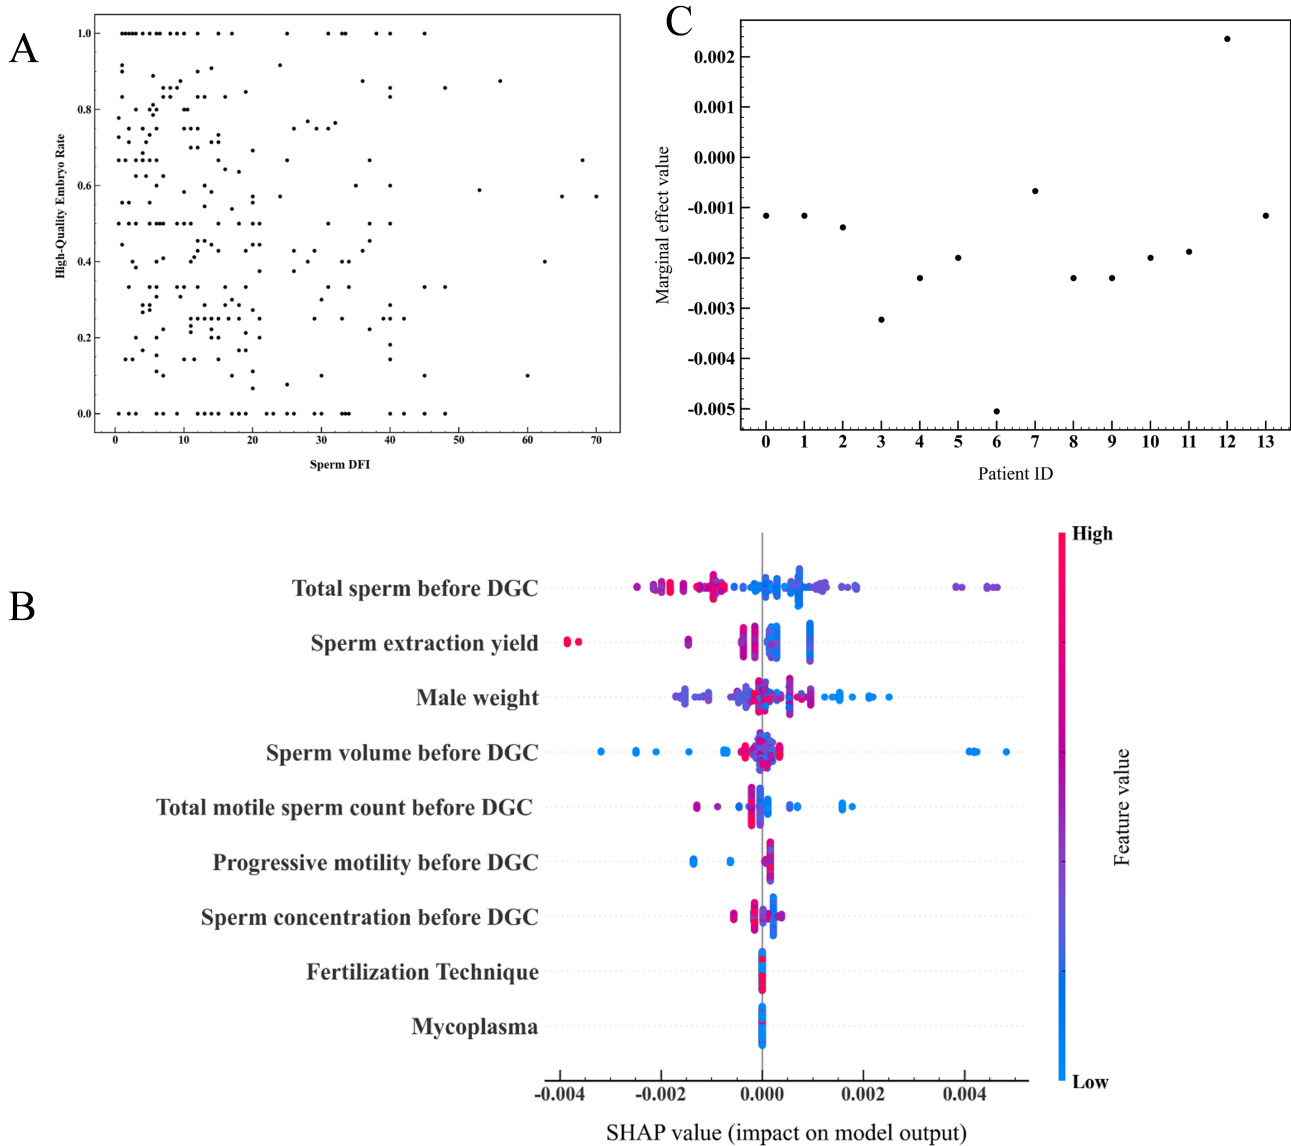 A
1.0
0.8
0.6
0.4
0.2
0.0
High-Quality Embryo Rate
0 10 20 30 40 50 60 70
Sperm DFI
C
0.002
0.001
0.000
-0.001
-0.002
-0.003
-0.004
-0.005
Marginal effect value
0 1 2 3 4 5 6 7 8 9 10 11 12 13
Patient ID
B
Total sperm before DGC
Sperm extraction yield
Male weight
Sperm volume before DGC
Total motile sperm count before DGC
Progressive motility before DGC
Sperm concentration before DGC
Fertilization Technique
Mycoplasma
-0.004 -0.002 0.000 0.002 0.004
SHAP value (impact on model output)
High
Feature value
Low